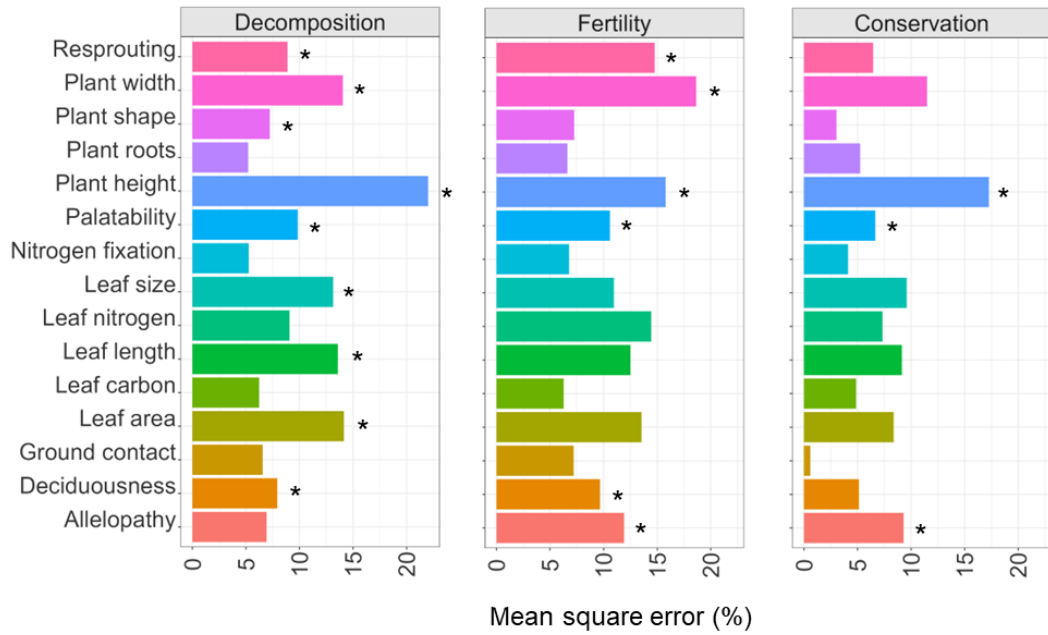 Decomposition Fertility Conservation
Resprouting * *
Plant width * *
Plant shape *
Plant roots
Plant height * * *
Palatability * * *
Nitrogen fixation
Leaf size *
Leaf nitrogen
Leaf length *
Leaf carbon
Leaf area *
Ground contact
Deciduousness * *
Allelopathy * *
0 5 10 15 20 0 5 10 15 20 0 5 10 15 20
Mean square error (%)